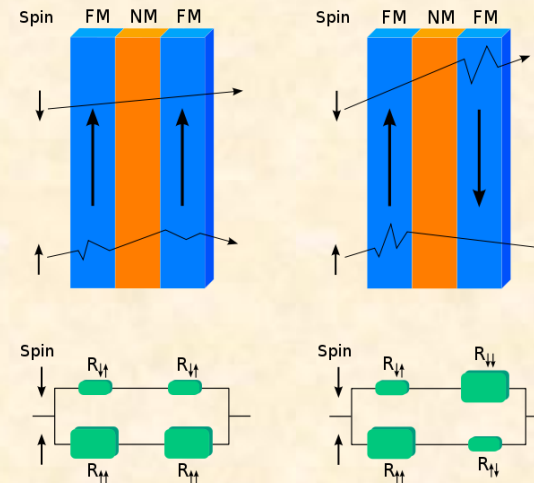 Spin FM NM FM
Spin FM NM FM
Spin
R↓↑ R↓↑
R↑↑ R↑↑
Spin
R↓↑ R↓↓
R↑↑ R↑↓